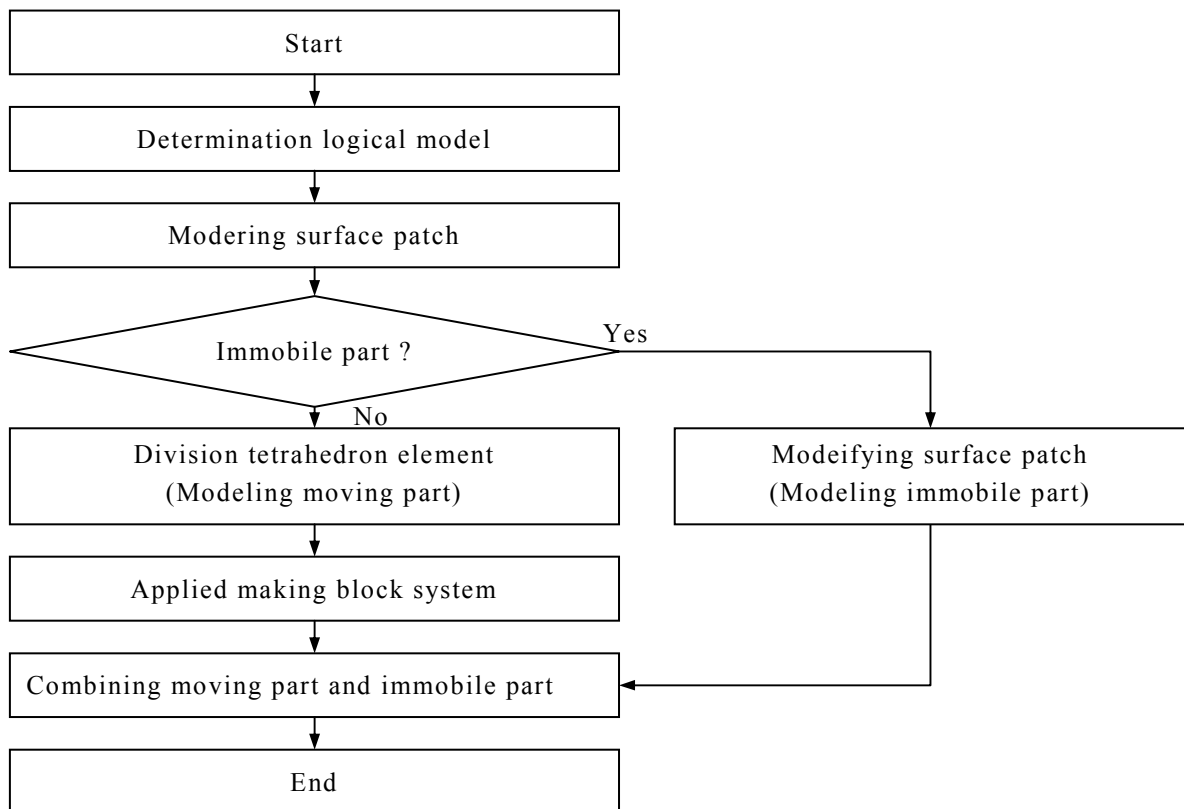 Start
Determination logical model
Modering surface patch
Immobile part ?
Yes
No
Division tetrahedron element
(Modeling moving part)
Modeifying surface patch
(Modeling immobile part)
Applied making block system
Combining moving part and immobile part
End